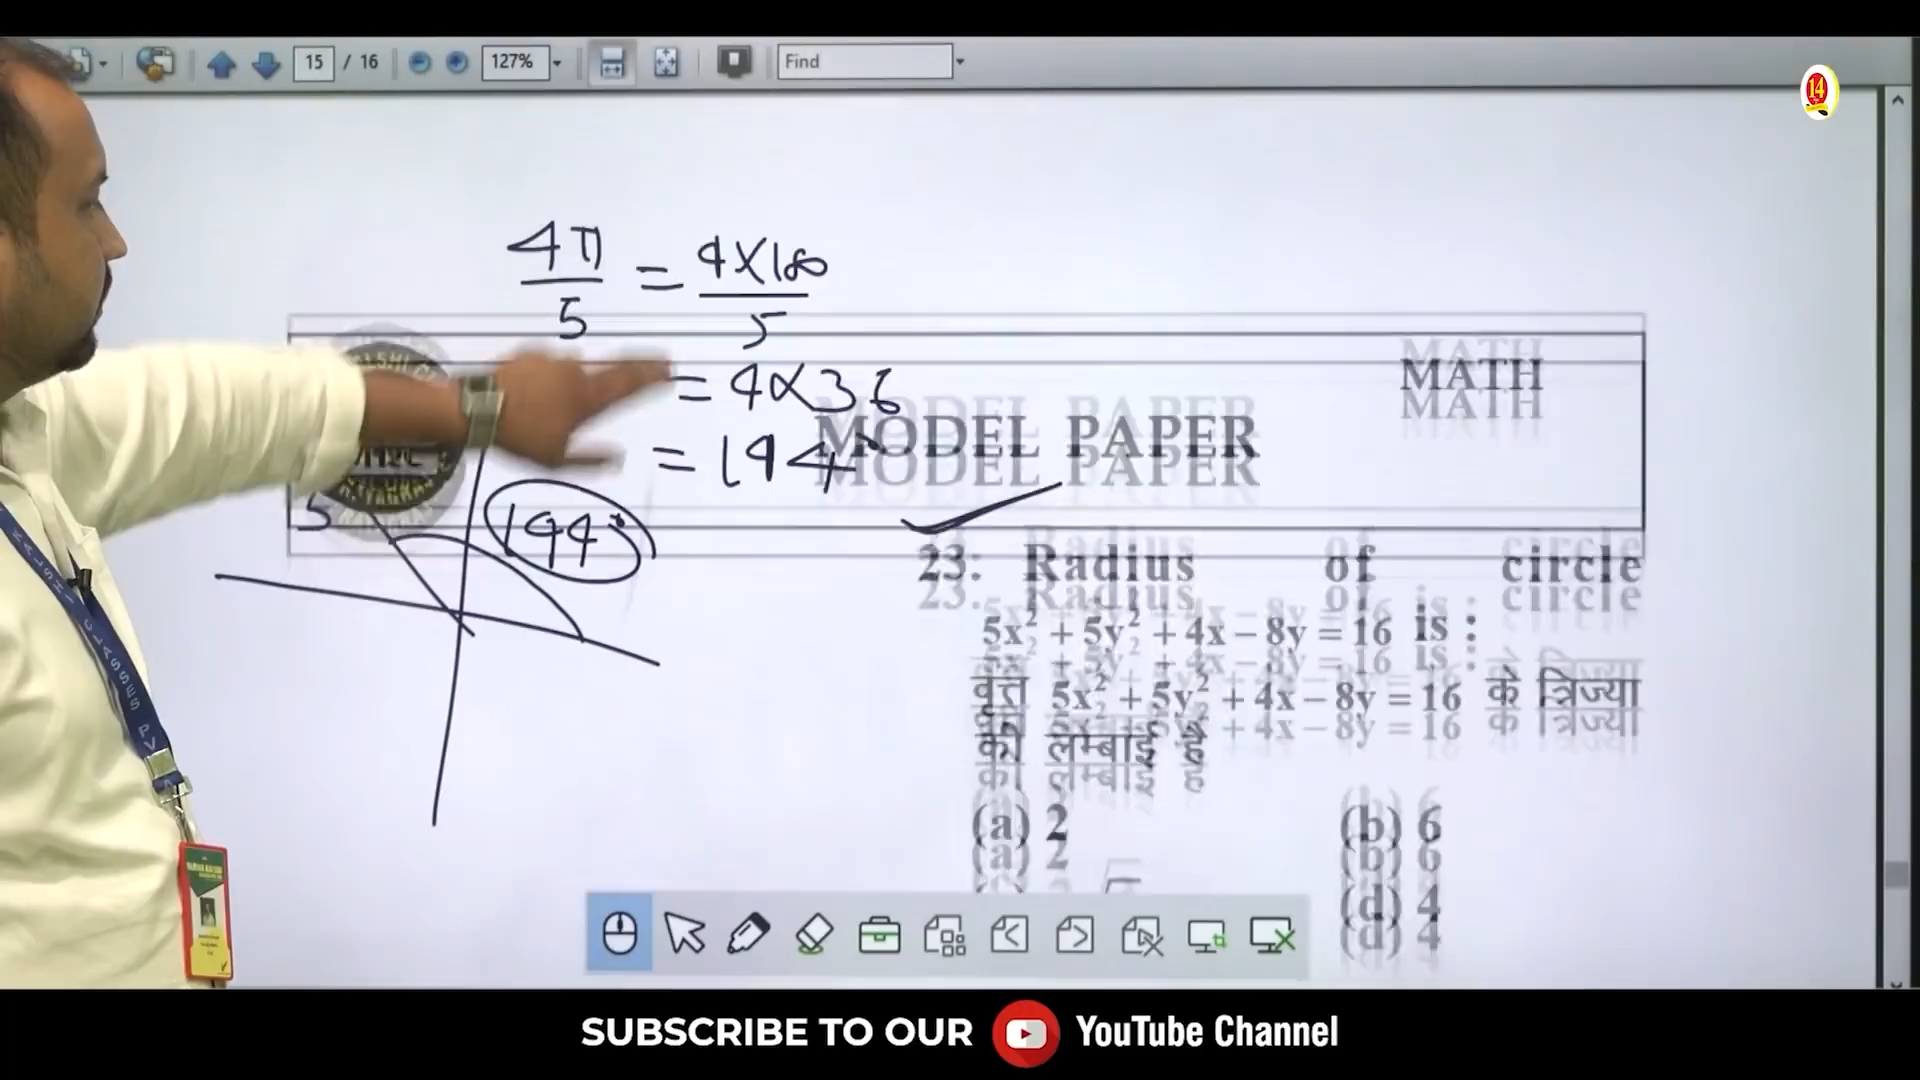 15 / 16
127%
Find
14
4π/5 = 4×180/5
= 4×36
= 144°
144°
5
MATH
MODEL PAPER
23. Radius of circle
5x² + 5y² + 4x – 8y = 16 is :
वृत्त 5x² + 5y² + 4x – 8y = 16 के त्रिज्या
की लम्बाई है
(a) 2 (b) 6
(d) 4
SUBSCRIBE TO OUR YouTube Channel